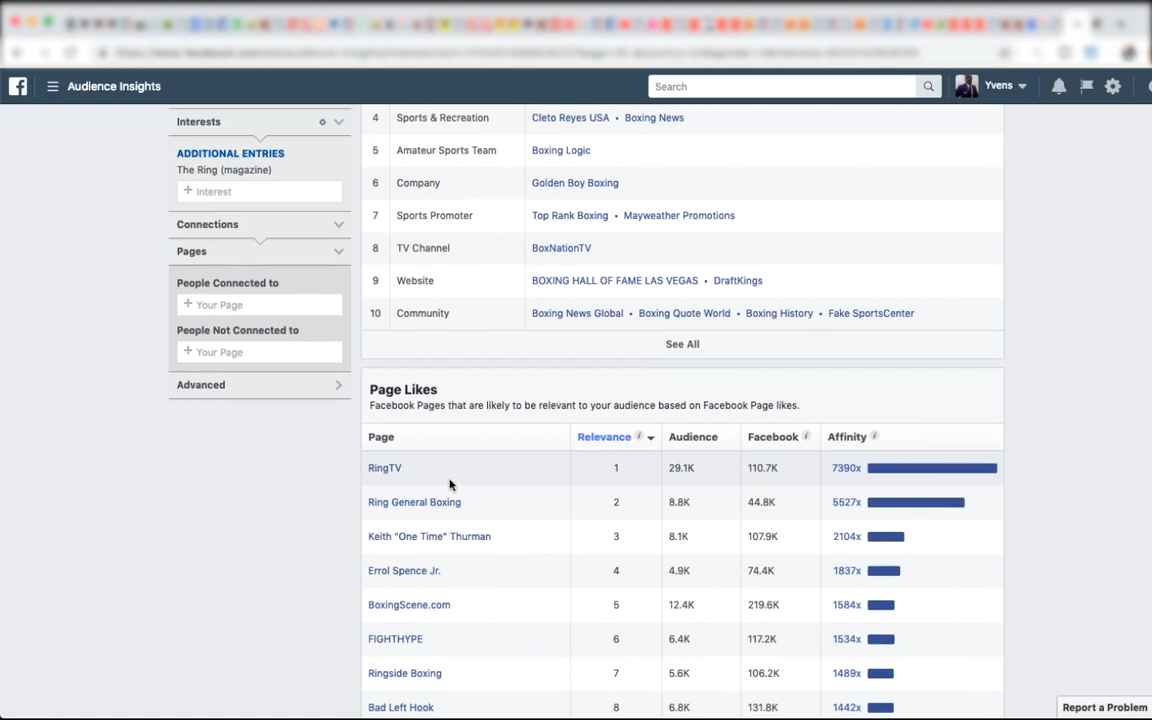 Audience Insights
Search
Yvens
Interests
ADDITIONAL ENTRIES
The Ring (magazine)
+ Interest
Connections
Pages
People Connected to
+ Your Page
People Not Connected to
+ Your Page
Advanced
4 Sports & Recreation Cleto Reyes USA • Boxing News
5 Amateur Sports Team Boxing Logic
6 Company Golden Boy Boxing
7 Sports Promoter Top Rank Boxing • Mayweather Promotions
8 TV Channel BoxNationTV
9 Website BOXING HALL OF FAME LAS VEGAS • DraftKings
10 Community Boxing News Global • Boxing Quote World • Boxing History • Fake SportsCenter
See All
Page Likes
Facebook Pages that are likely to be relevant to your audience based on Facebook Page likes.
Page Relevance i Audience Facebook i Affinity i
RingTV 1 29.1K 110.7K 7390x
Ring General Boxing 2 8.8K 44.8K 5527x
Keith "One Time" Thurman 3 8.1K 107.9K 2104x
Errol Spence Jr. 4 4.9K 74.4K 1837x
BoxingScene.com 5 12.4K 219.6K 1584x
FIGHTHYPE 6 6.4K 117.2K 1534x
Ringside Boxing 7 5.6K 106.2K 1489x
Bad Left Hook 8 6.8K 131.8K 1442x
Report a Problem